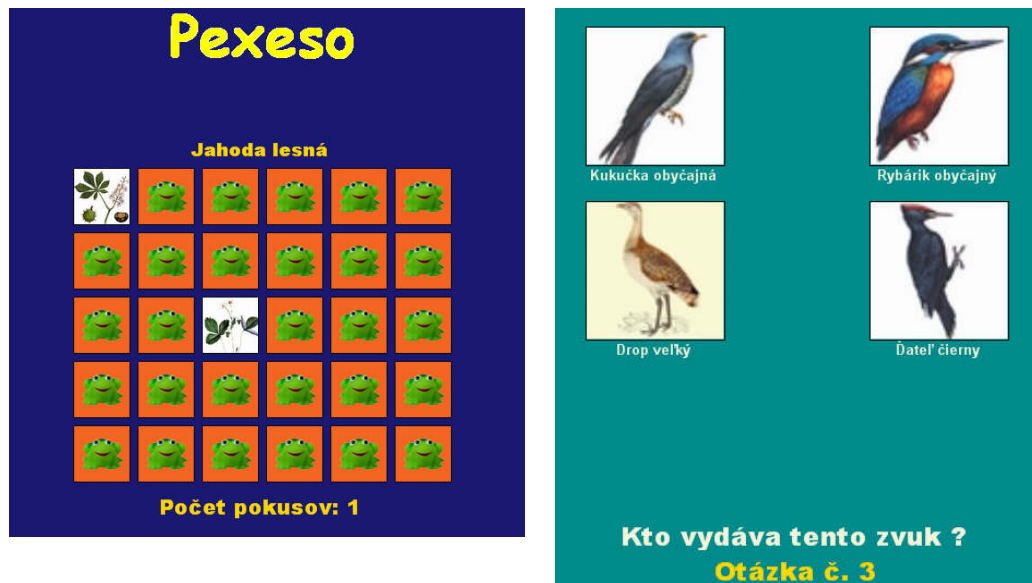 Pexeso
Jahoda lesná
Počet pokusov: 1
Kukučka obyčajná
Rybárik obyčajný
Drop veľký
Ďateľ čierny
Kto vydáva tento zvuk ?
Otázka č. 3